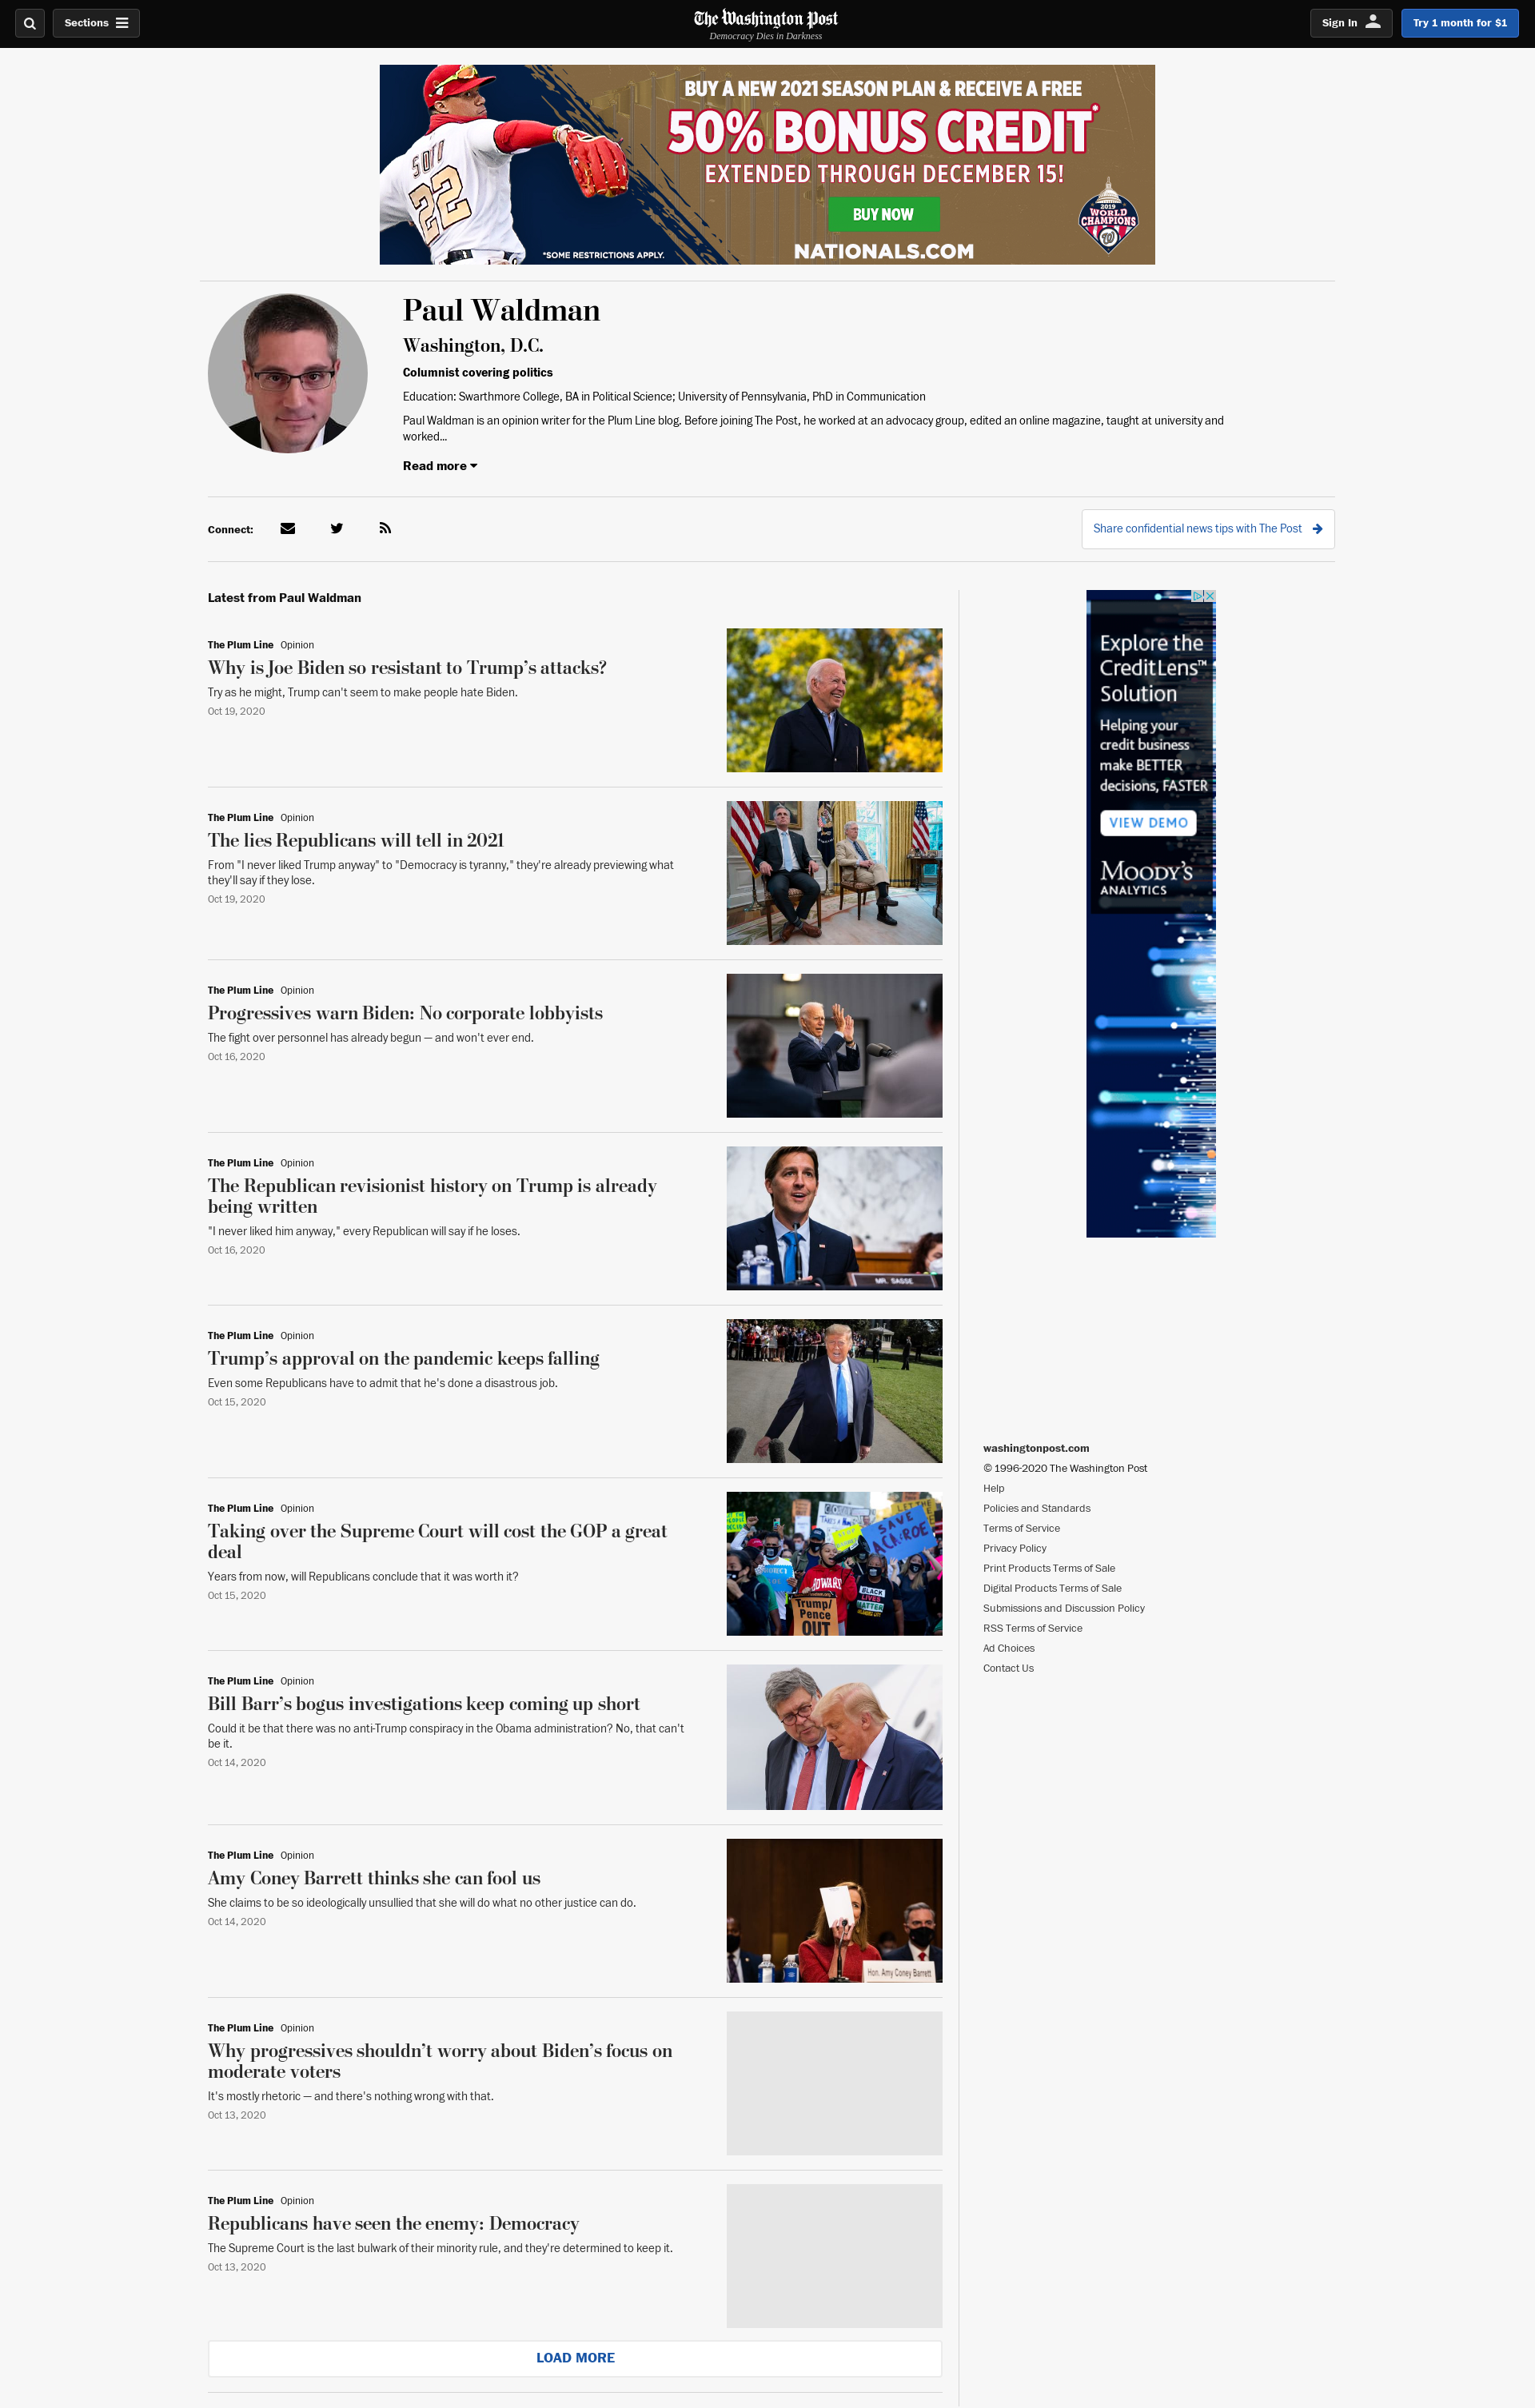 Sections
The Washington Post
Democracy Dies in Darkness
Sign In
Try 1 month for $1
BUY A NEW 2021 SEASON PLAN & RECEIVE A FREE
50% BONUS CREDIT*
EXTENDED THROUGH DECEMBER 15!
BUY NOW
*SOME RESTRICTIONS APPLY.
NATIONALS.COM
2019
WORLD
CHAMPIONS
W
SOTO
22
Paul Waldman
Washington, D.C.
Columnist covering politics
Education: Swarthmore College, BA in Political Science; University of Pennsylvania, PhD in Communication
Paul Waldman is an opinion writer for the Plum Line blog. Before joining The Post, he worked at an advocacy group, edited an online magazine, taught at university and
worked...
Read more
Connect:
Share confidential news tips with The Post
Latest from Paul Waldman
The Plum Line Opinion
Why is Joe Biden so resistant to Trump’s attacks?
Try as he might, Trump can't seem to make people hate Biden.
Oct 19, 2020
The Plum Line Opinion
The lies Republicans will tell in 2021
From "I never liked Trump anyway" to "Democracy is tyranny," they're already previewing what
they'll say if they lose.
Oct 19, 2020
The Plum Line Opinion
Progressives warn Biden: No corporate lobbyists
The fight over personnel has already begun — and won't ever end.
Oct 16, 2020
The Plum Line Opinion
The Republican revisionist history on Trump is already
being written
"I never liked him anyway," every Republican will say if he loses.
Oct 16, 2020
MR. SASSE
The Plum Line Opinion
Trump’s approval on the pandemic keeps falling
Even some Republicans have to admit that he's done a disastrous job.
Oct 15, 2020
The Plum Line Opinion
Taking over the Supreme Court will cost the GOP a great
deal
Years from now, will Republicans conclude that it was worth it?
Oct 15, 2020
LET THE
SAVE
ACA ROE
HOWARD
BLACK
LIVES
MATTER
Trump/
Pence
OUT
The Plum Line Opinion
Bill Barr’s bogus investigations keep coming up short
Could it be that there was no anti-Trump conspiracy in the Obama administration? No, that can't
be it.
Oct 14, 2020
The Plum Line Opinion
Amy Coney Barrett thinks she can fool us
She claims to be so ideologically unsullied that she will do what no other justice can do.
Oct 14, 2020
Hon. Amy Coney Barrett
The Plum Line Opinion
Why progressives shouldn’t worry about Biden’s focus on
moderate voters
It's mostly rhetoric — and there's nothing wrong with that.
Oct 13, 2020
The Plum Line Opinion
Republicans have seen the enemy: Democracy
The Supreme Court is the last bulwark of their minority rule, and they're determined to keep it.
Oct 13, 2020
LOAD MORE
Explore the
CreditLens™
Solution
Helping your
credit business
make BETTER
decisions, FASTER
VIEW DEMO
MOODY'S
ANALYTICS
washingtonpost.com
© 1996-2020 The Washington Post
Help
Policies and Standards
Terms of Service
Privacy Policy
Print Products Terms of Sale
Digital Products Terms of Sale
Submissions and Discussion Policy
RSS Terms of Service
Ad Choices
Contact Us